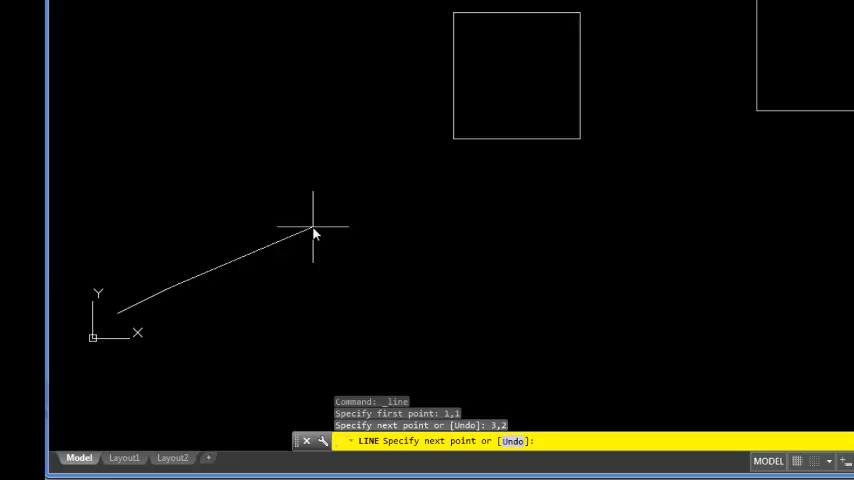 Y
X
Command: _line
Specify first point: 1,1
Specify next point or [Undo]: 3,2
LINE Specify next point or [Undo]:
Model Layout1 Layout2 +
MODEL